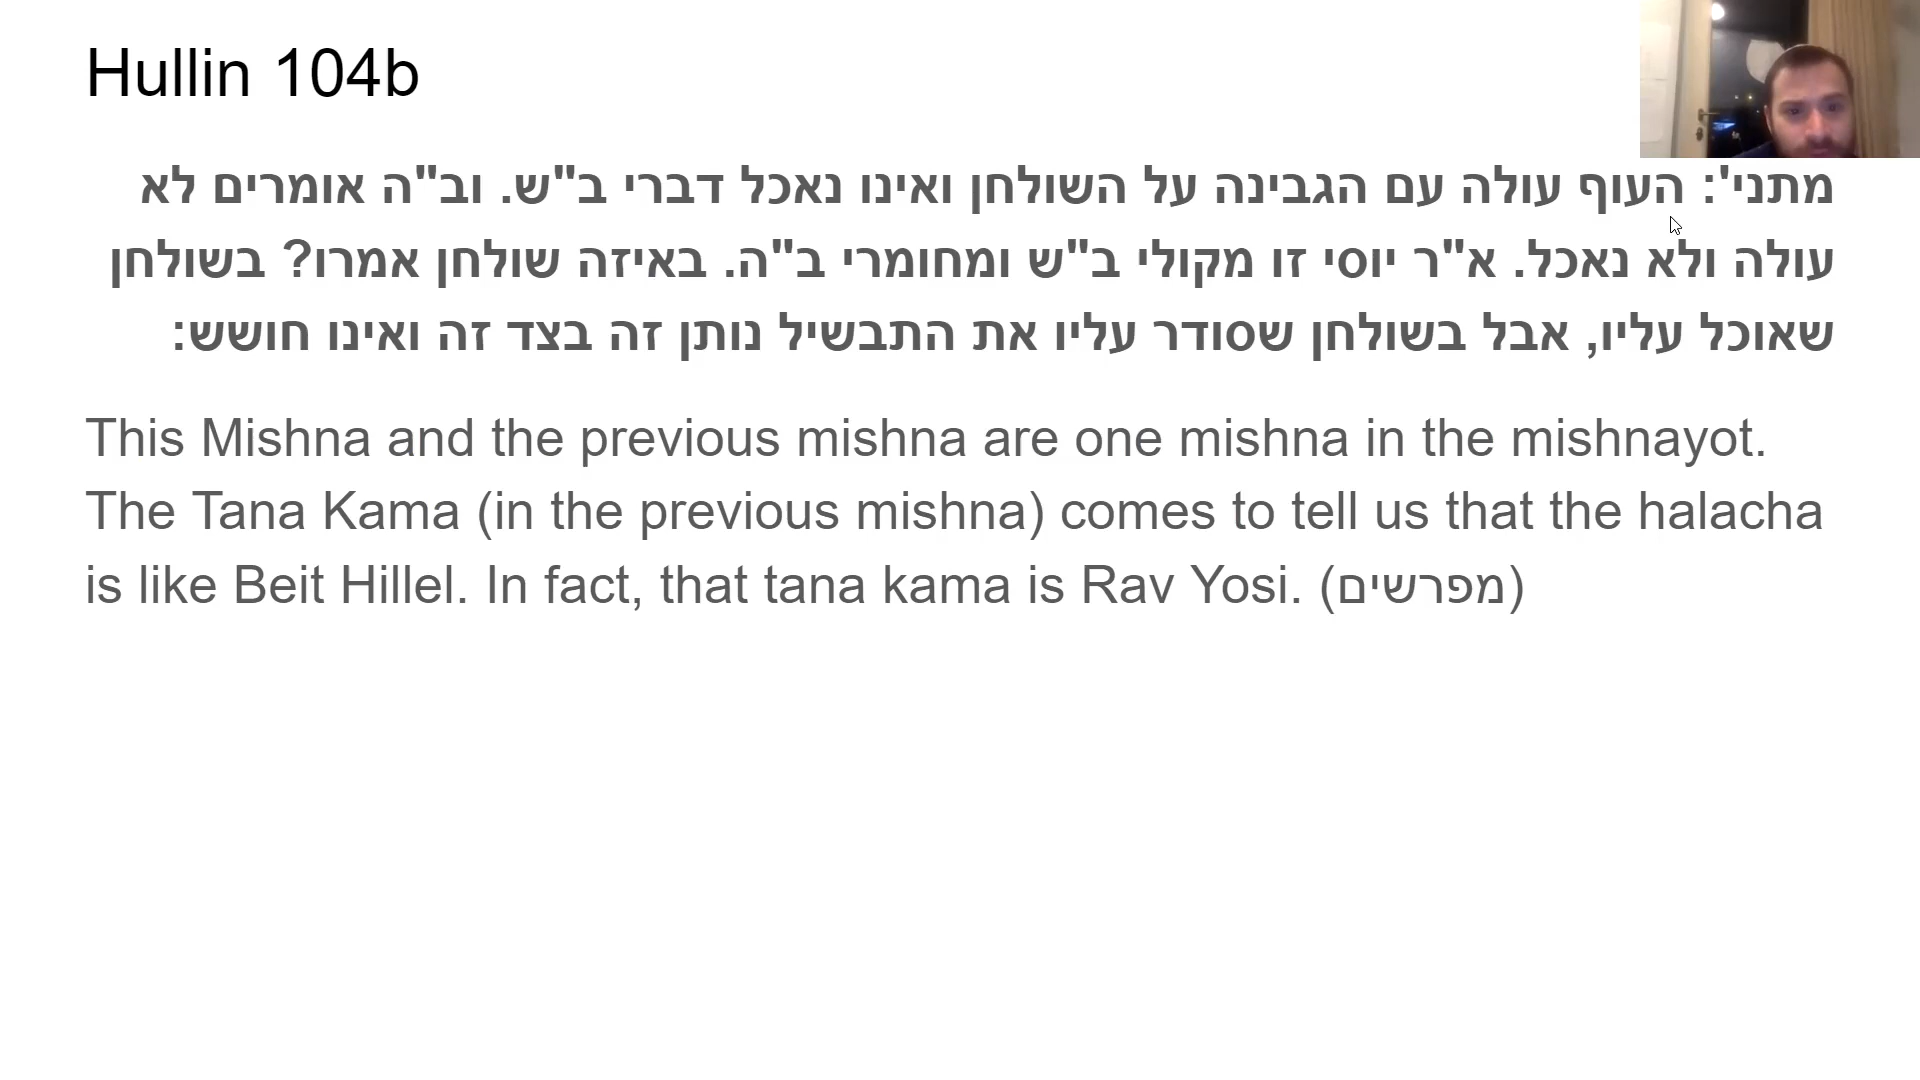 Hullin 104b
מתני': העוף עולה עם הגבינה על השולחן ואינו נאכל דברי ב"ש. וב"ה אומרים לא
עולה ולא נאכל. א"ר יוסי זו מקולי ב"ש ומחומרי ב"ה. באיזה שולחן אמרו? בשולחן
שאוכל עליו, אבל בשולחן שסודר עליו את התבשיל נותן זה בצד זה ואינו חושש:
This Mishna and the previous mishna are one mishna in the mishnayot.
The Tana Kama (in the previous mishna) comes to tell us that the halacha
is like Beit Hillel. In fact, that tana kama is Rav Yosi. (מפרשים)